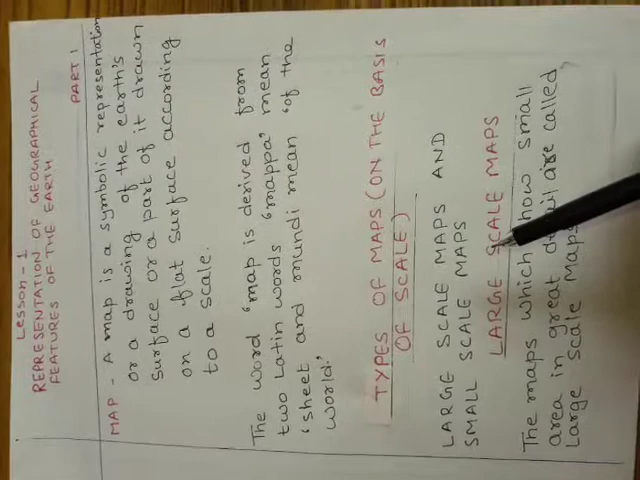 Lesson - 1
REPRESENTATION OF GEOGRAPHICAL
FEATURES OF THE EARTH
PART 1
MAP - A map is a symbolic representation
or a drawing of the earth's
surface or a part of it drawn
on a flat surface according
to a scale.
The word 'map is derived from
two Latin words 'mappa' mean
'sheet and mundi mean 'of the
world.'
TYPES OF MAPS (ON THE BASIS
OF SCALE)
LARGE SCALE MAPS AND
SMALL SCALE MAPS
LARGE SCALE MAPS
The maps which show small
area in great detail are called
Large scale Maps